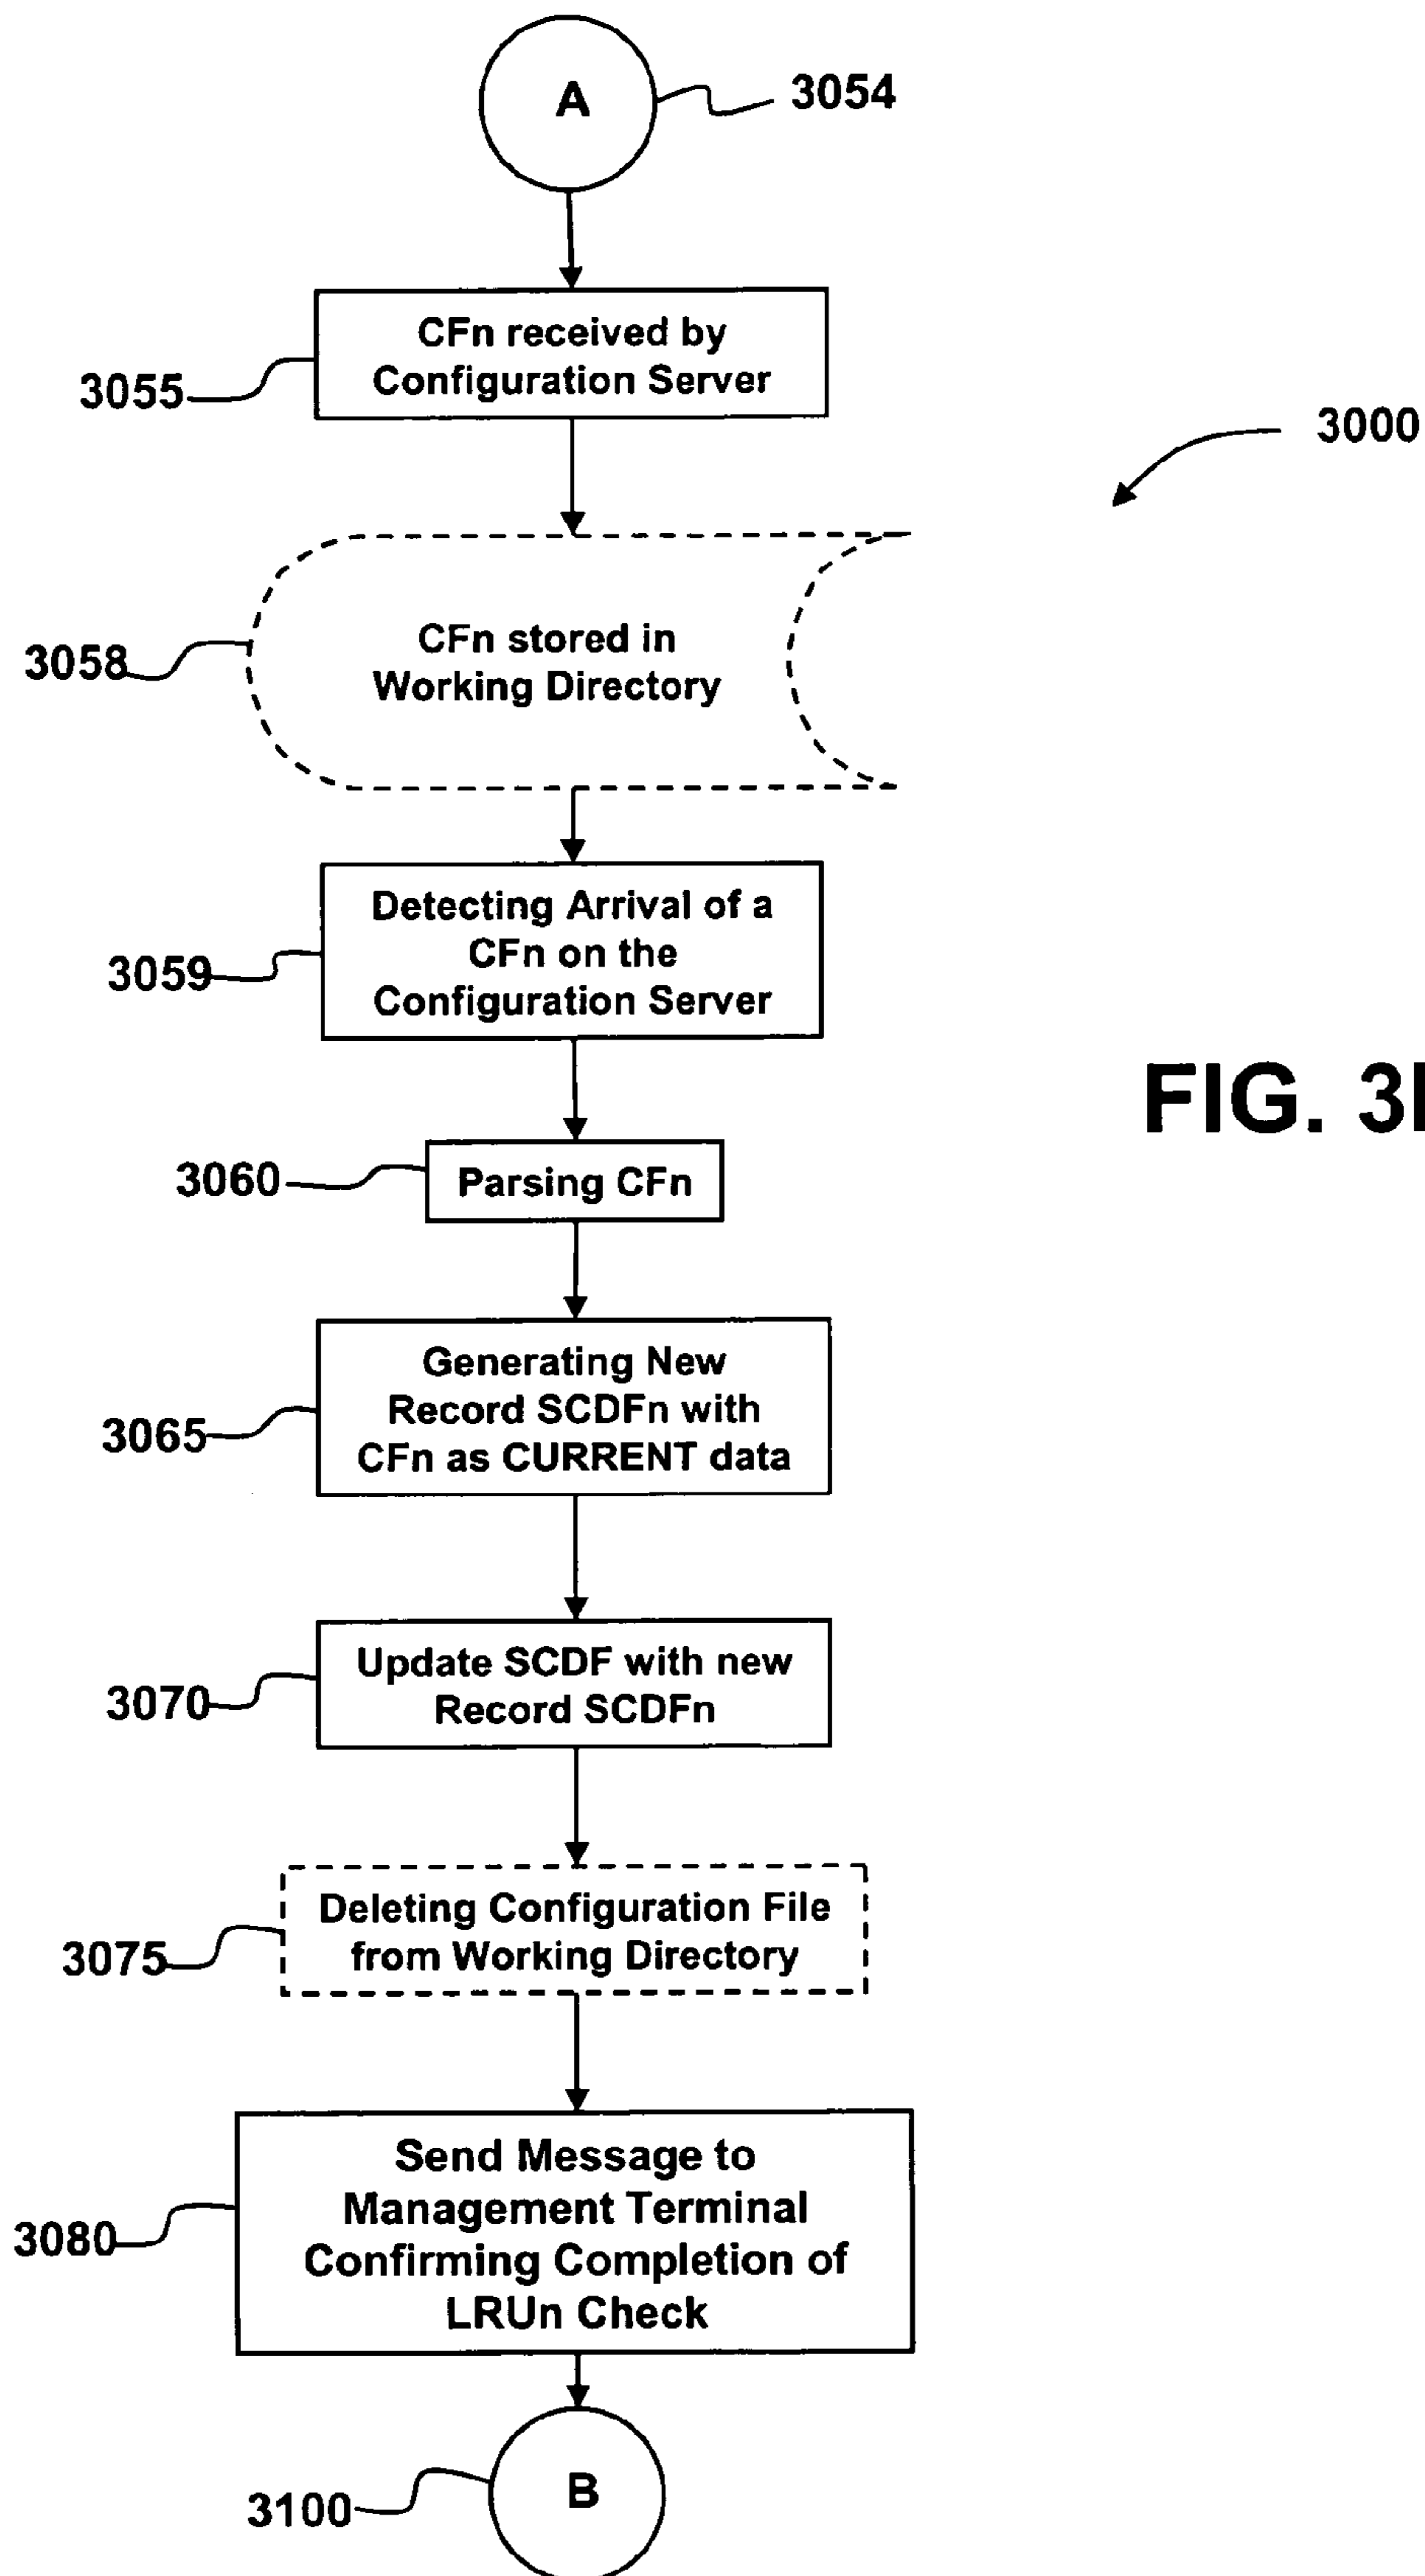 A
3054
CFn received by
Configuration Server
3055
3000
CFn stored in
Working Directory
3058
Detecting Arrival of a
CFn on the
Configuration Server
3059
FIG. 3
3060
Parsing CFn
Generating New
Record SCDFn with
CFn as CURRENT data
3065
Update SCDF with new
Record SCDFn
3070
Deleting Configuration File
from Working Directory
3075
Send Message to
Management Terminal
Confirming Completion of
LRUn Check
3080
B
3100